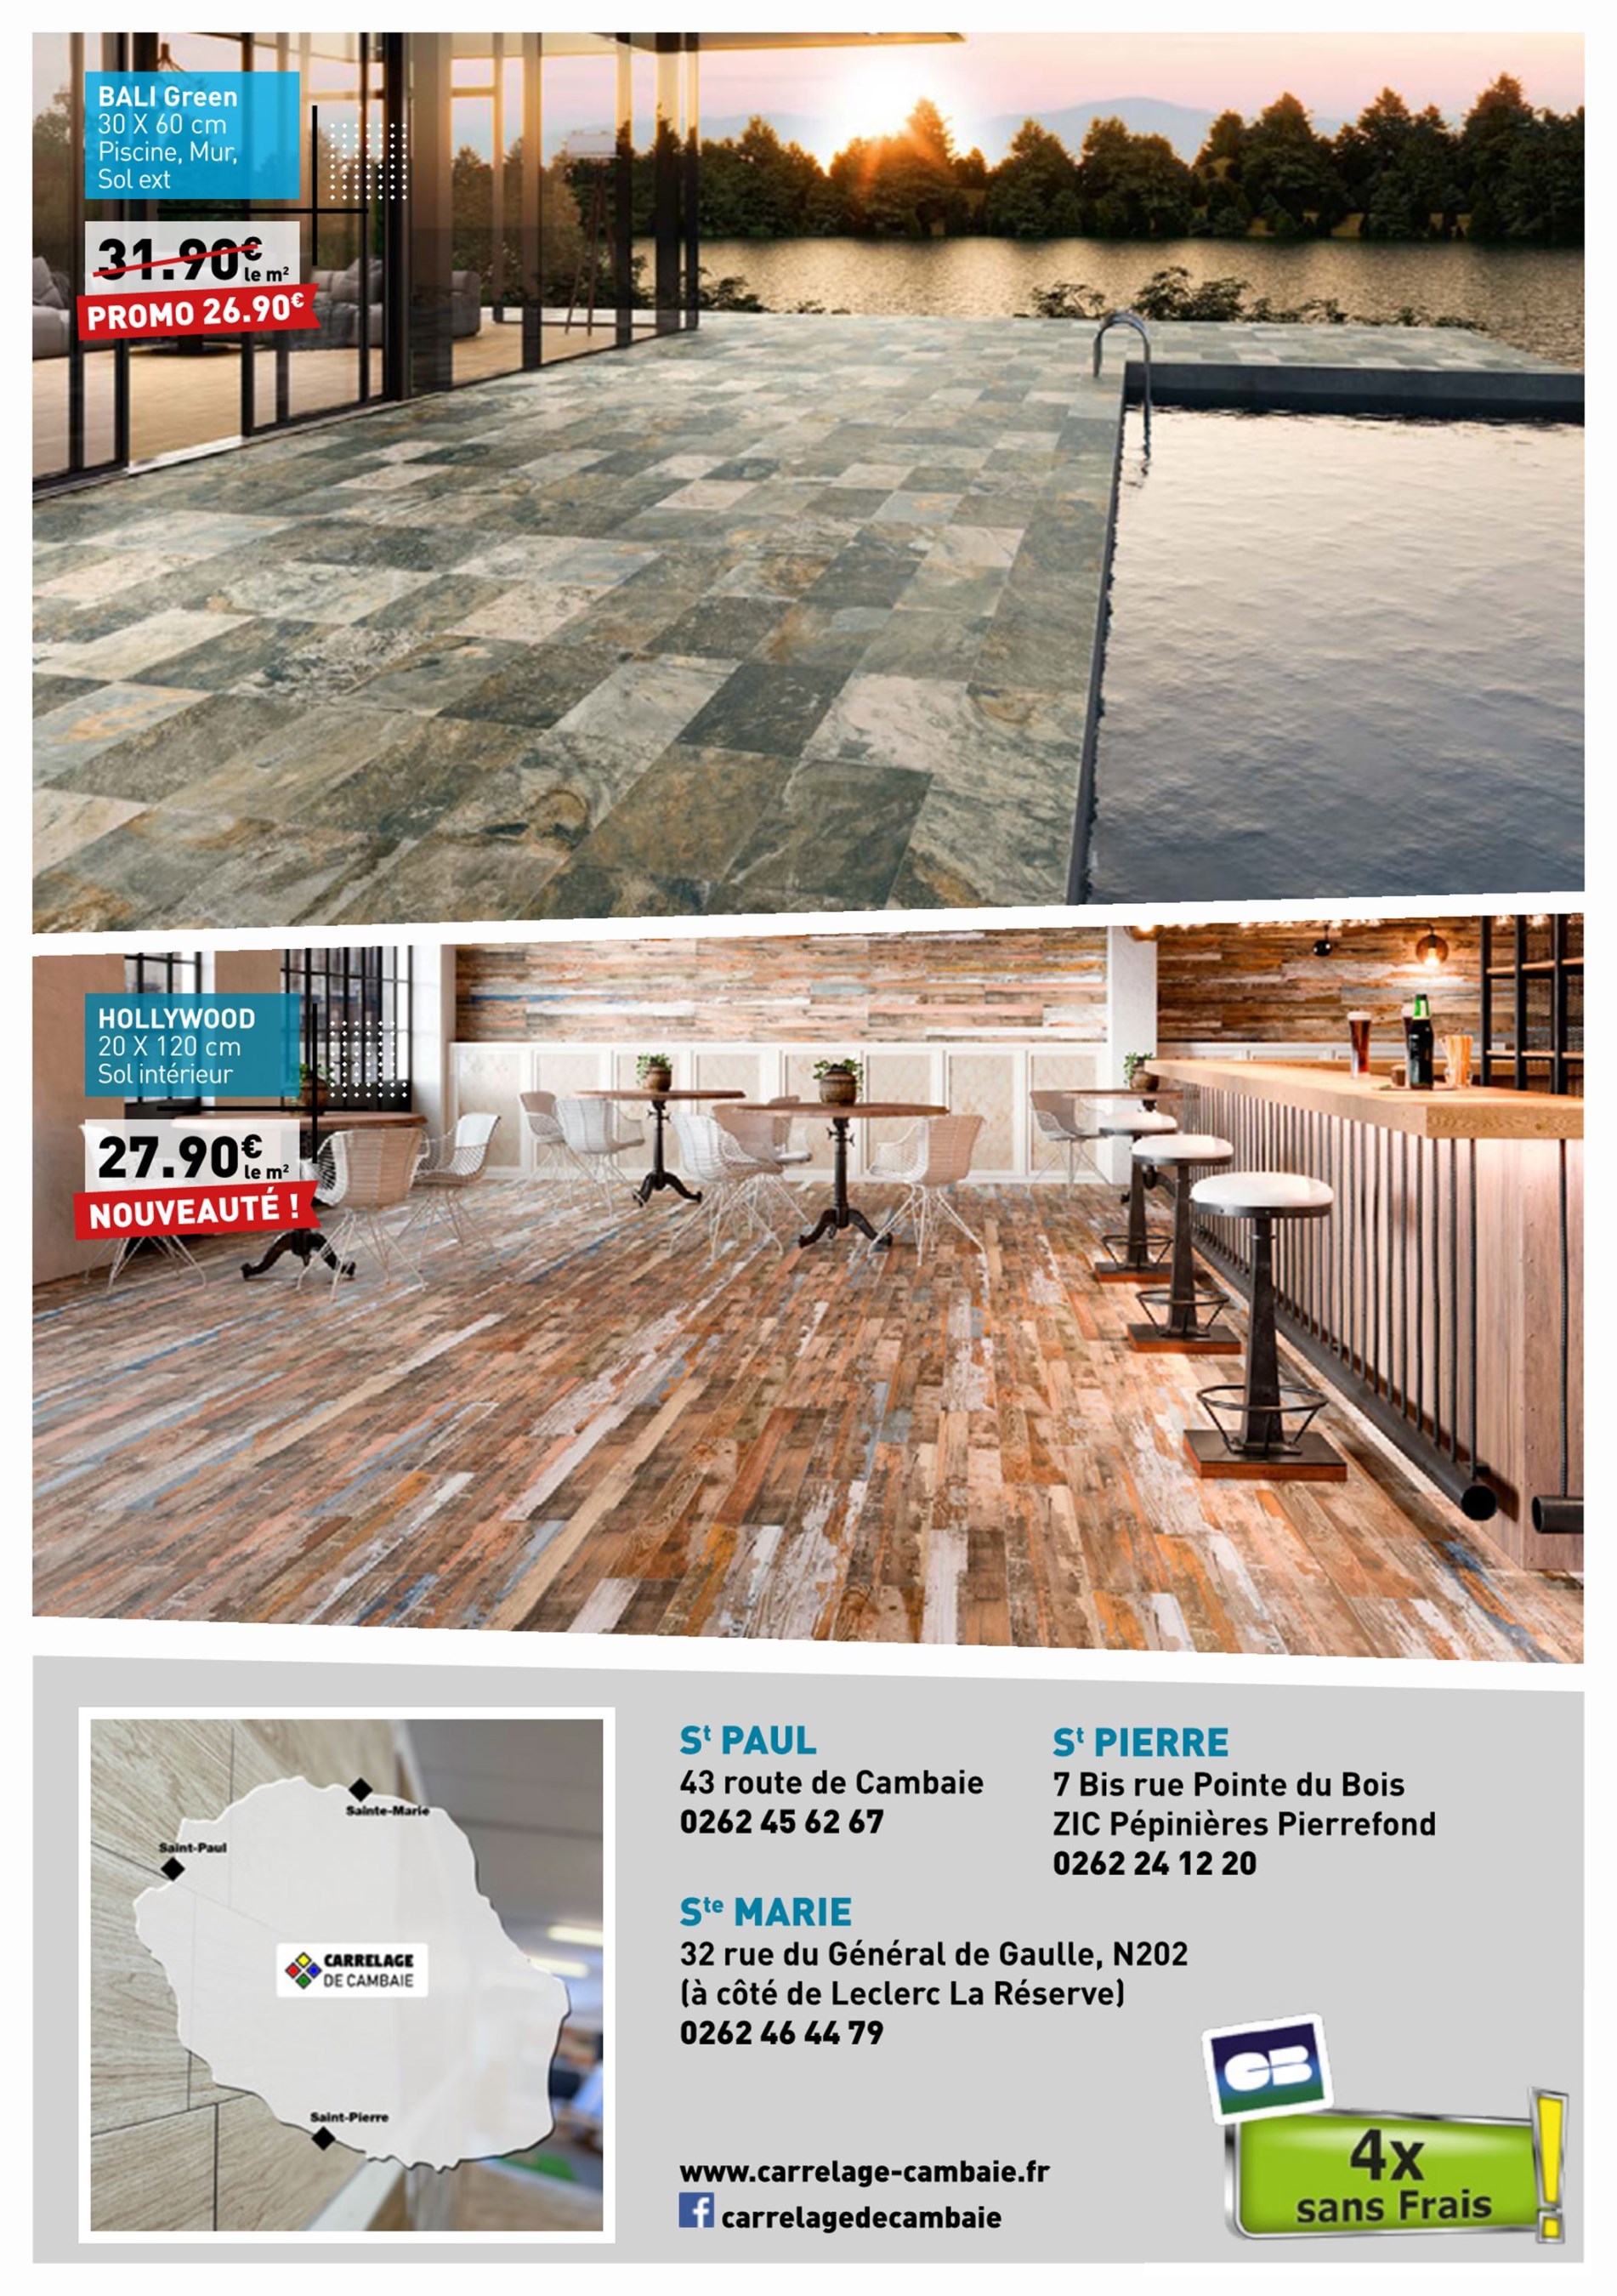 BALI Green
30 X 60 cm
Piscine, Mur,
Sol ext
31.90€
le m²
PROMO 26.90€
HOLLYWOOD
20 X 120 cm
Sol intérieur
27.90€
le m²
NOUVEAUTÉ !
Sainte-Marie
Saint-Paul
CARRELAGE
DE CAMBAIE
Saint-Pierre
St PAUL
43 route de Cambaie
0262 45 62 67
St PIERRE
7 Bis rue Pointe du Bois
ZIC Pépinières Pierrefond
0262 24 12 20
Ste MARIE
32 rue du Général de Gaulle, N202
(à côté de Leclerc La Réserve)
0262 46 44 79
www.carrelage-cambaie.fr
f carrelagedecambaie
CB
4x
sans Frais !